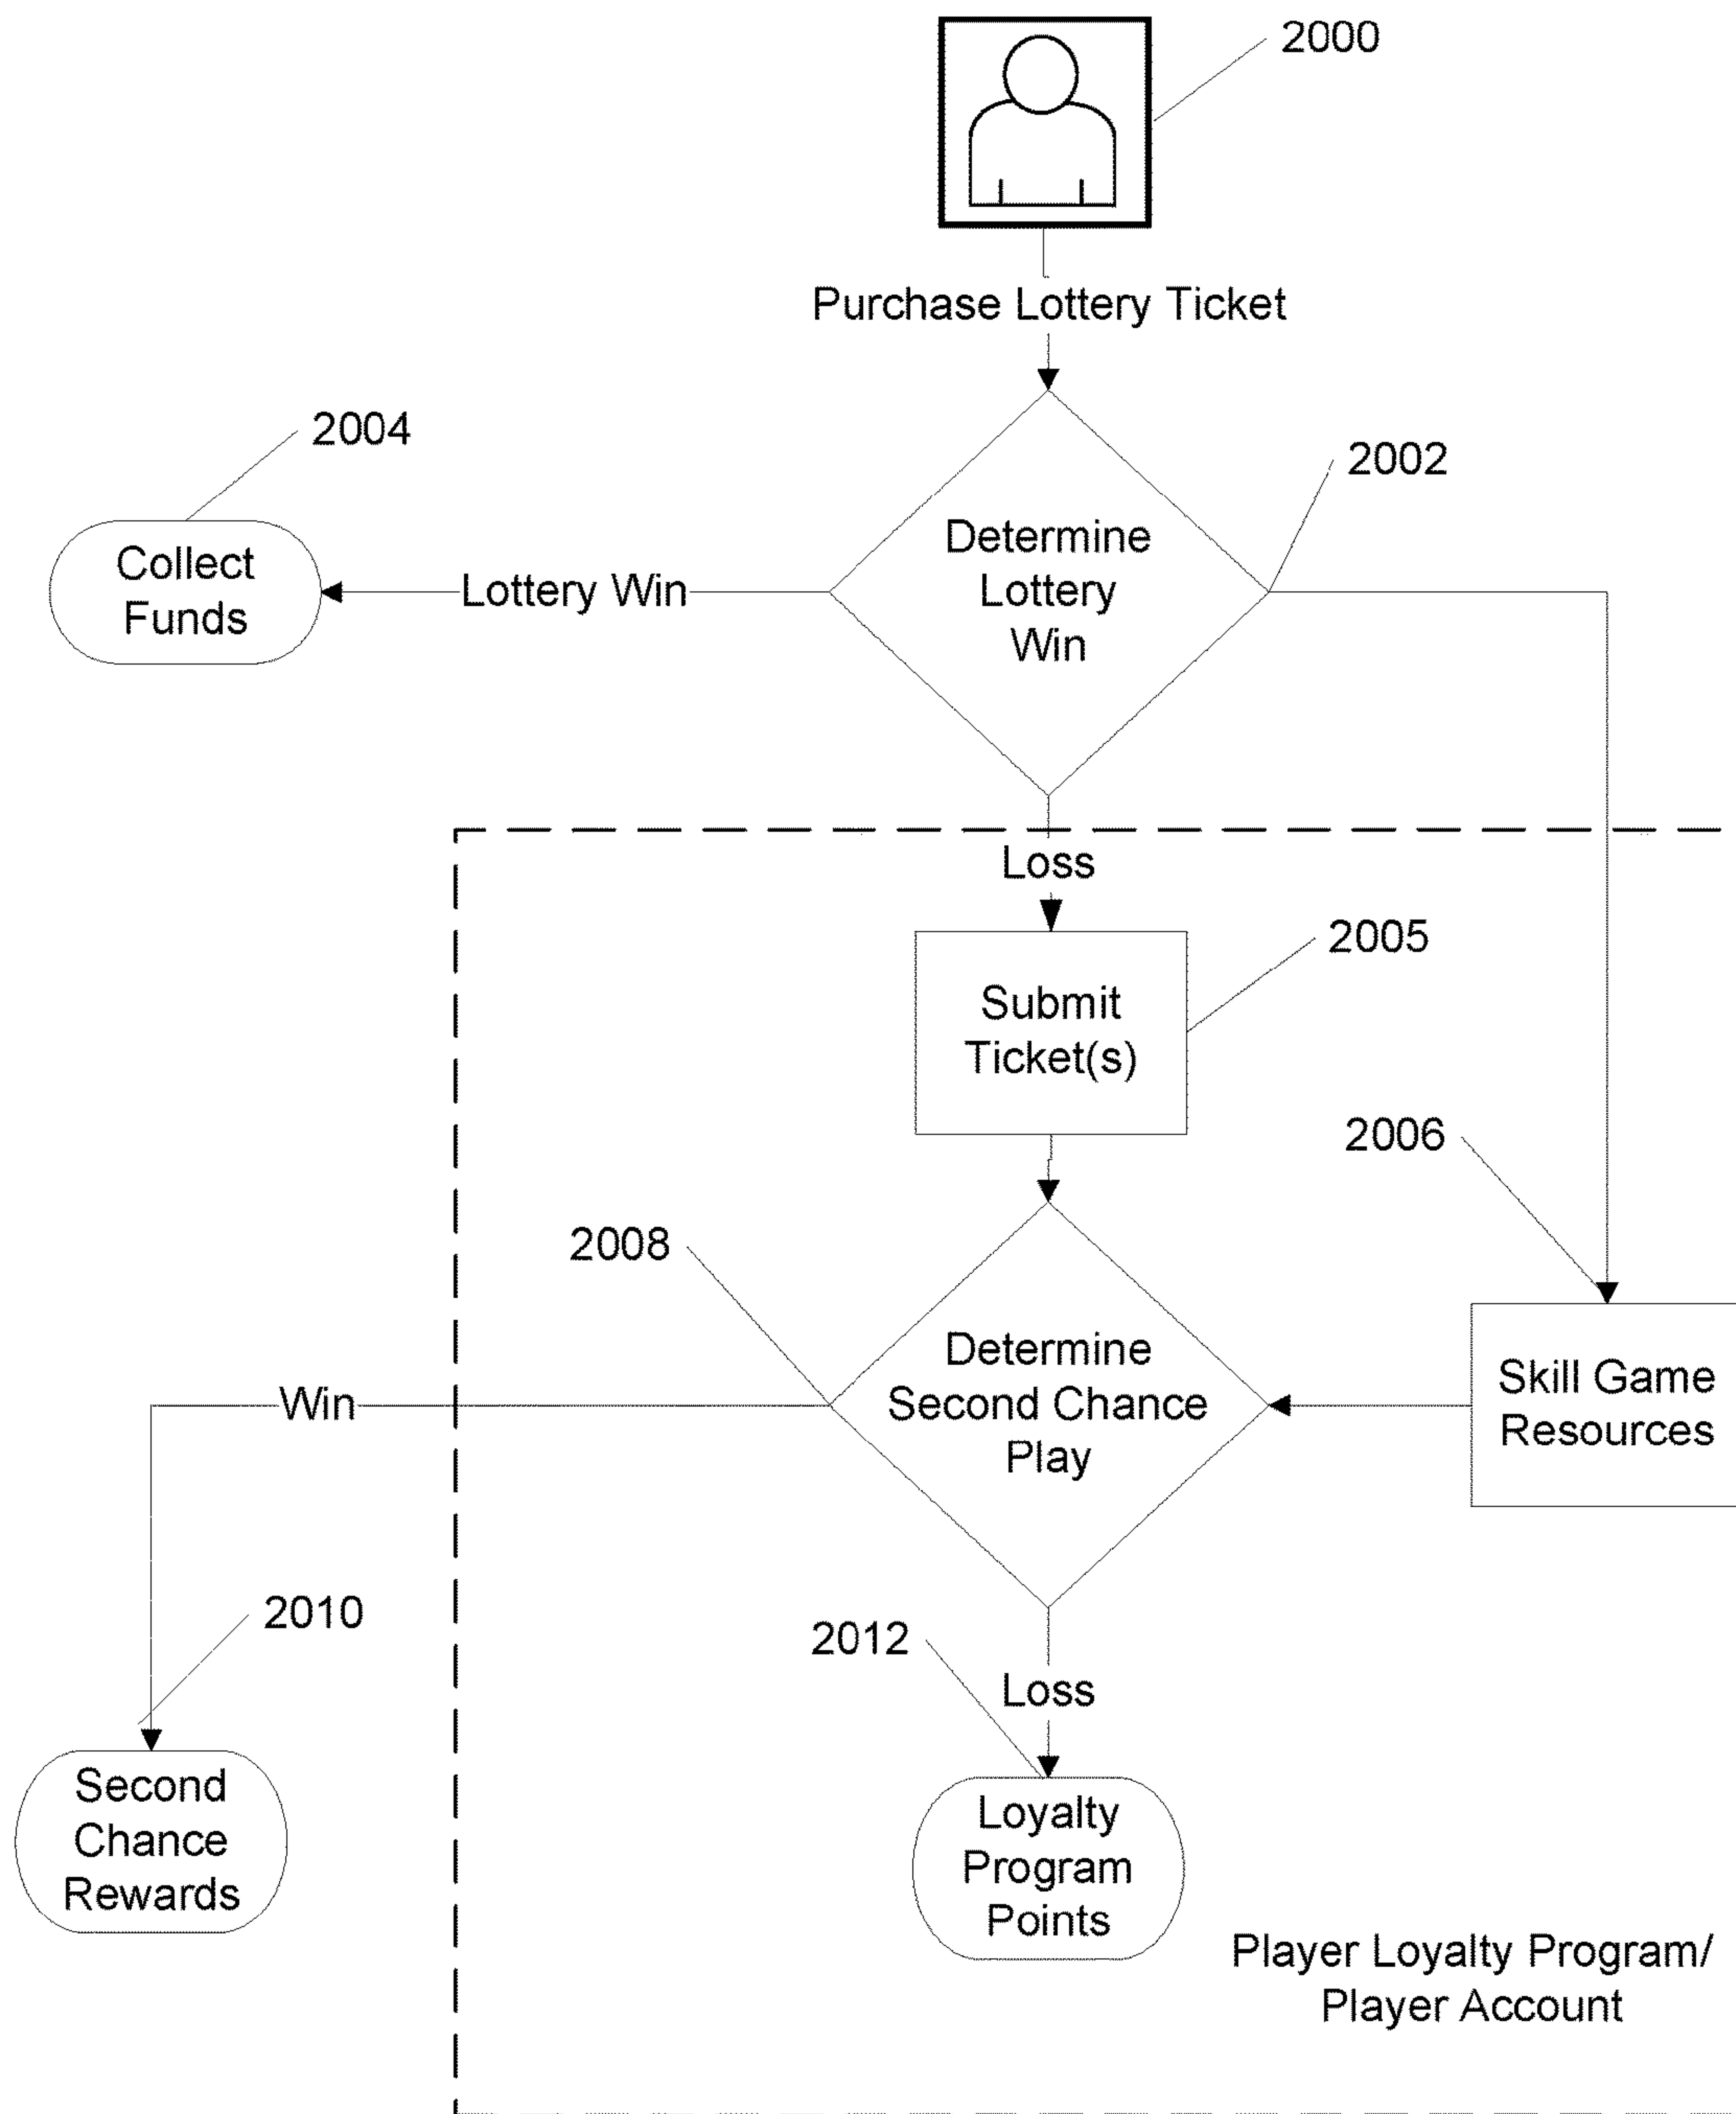 2000
Purchase Lottery Ticket
2004
2002
Determine
Lottery
Win
Collect
Funds
Lottery Win
Loss
2005
Submit
Ticket(s)
2006
2008
Determine
Second Chance
Play
Skill Game
Resources
Win
2010
2012
Loss
Second
Chance
Rewards
Loyalty
Program
Points
Player Loyalty Program/
Player Account